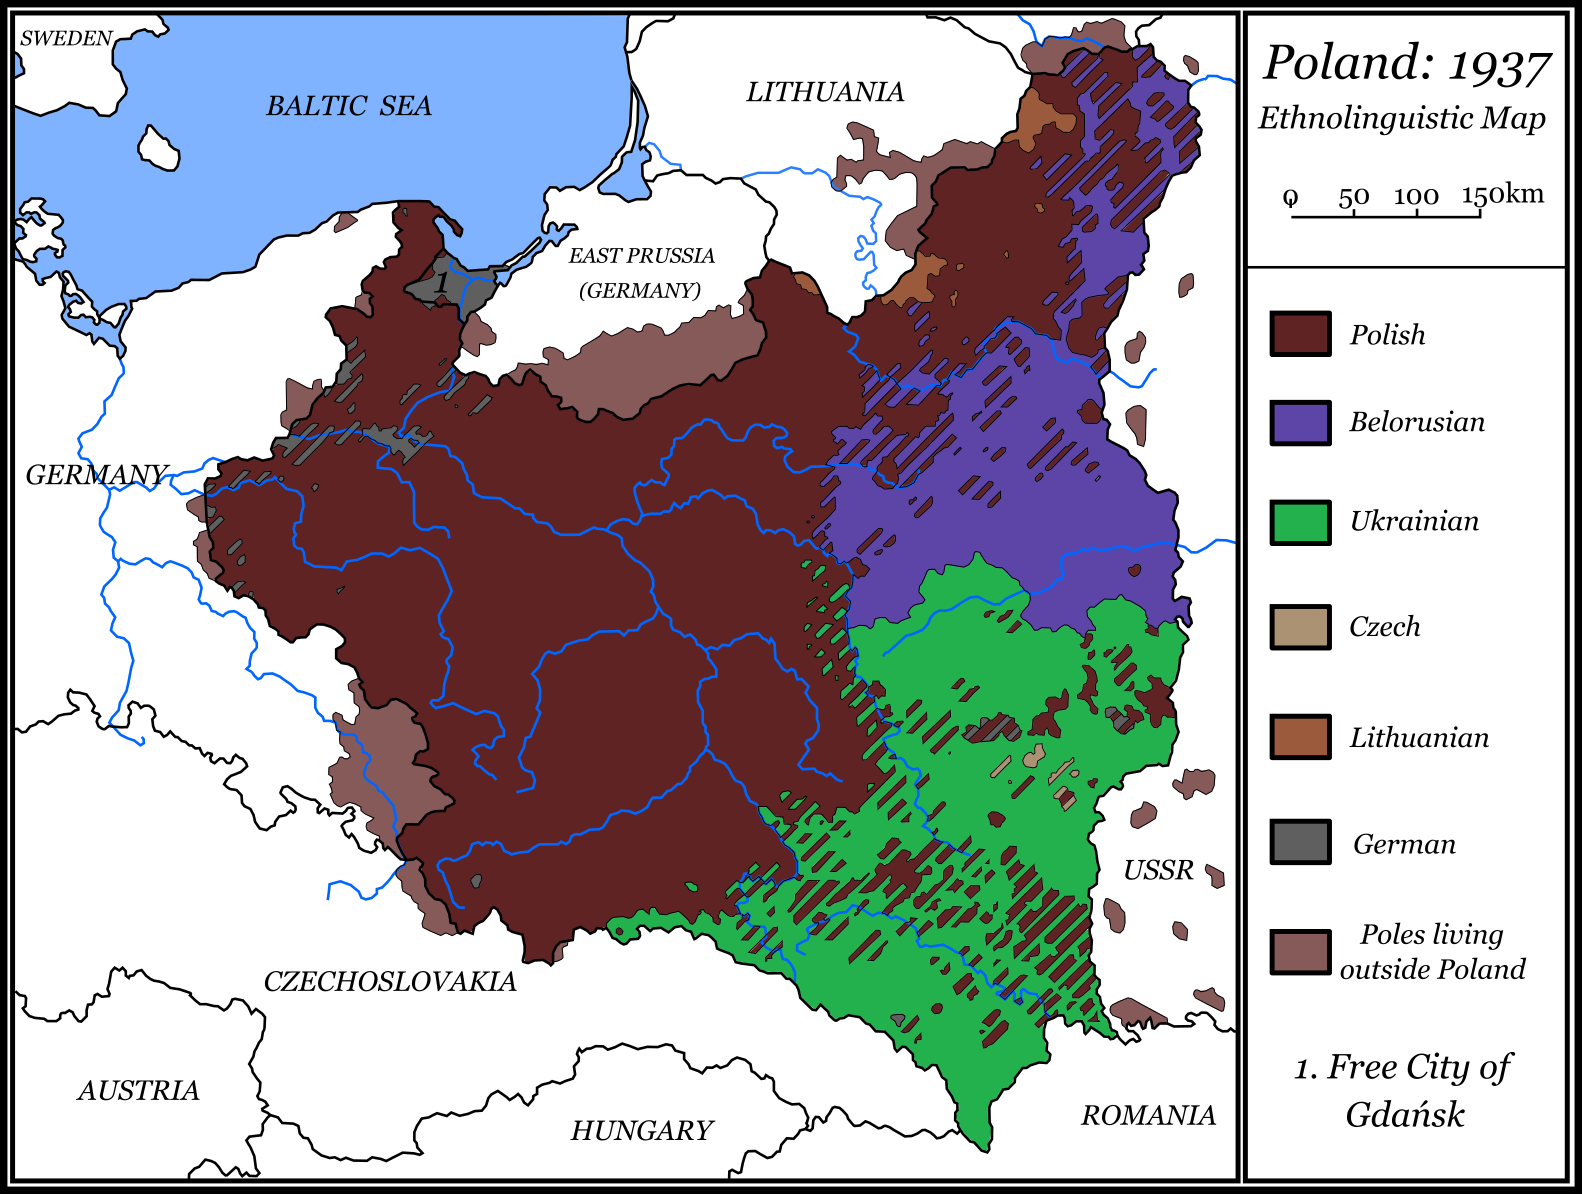 SWEDEN
BALTIC SEA
LITHUANIA
EAST PRUSSIA
(GERMANY)
1
GERMANY
CZECHOSLOVAKIA
AUSTRIA
HUNGARY
ROMANIA
USSR
Poland: 1937
Ethnolinguistic Map
0 50 100 150km
Polish
Belorusian
Ukrainian
Czech
Lithuanian
German
Poles living
outside Poland
1. Free City of
Gdańsk